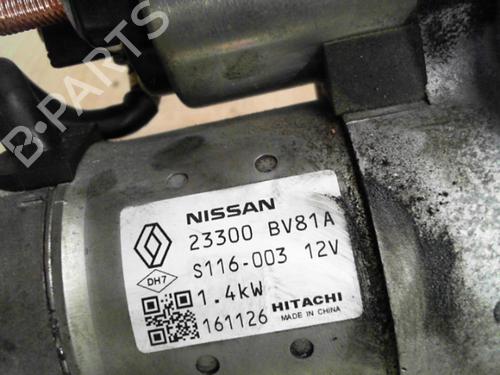 B-PARTS
NISSAN
23300 BV81A
S116-003 12V
DH7
1.4kW HITACHI
161126 MADE IN CHINA